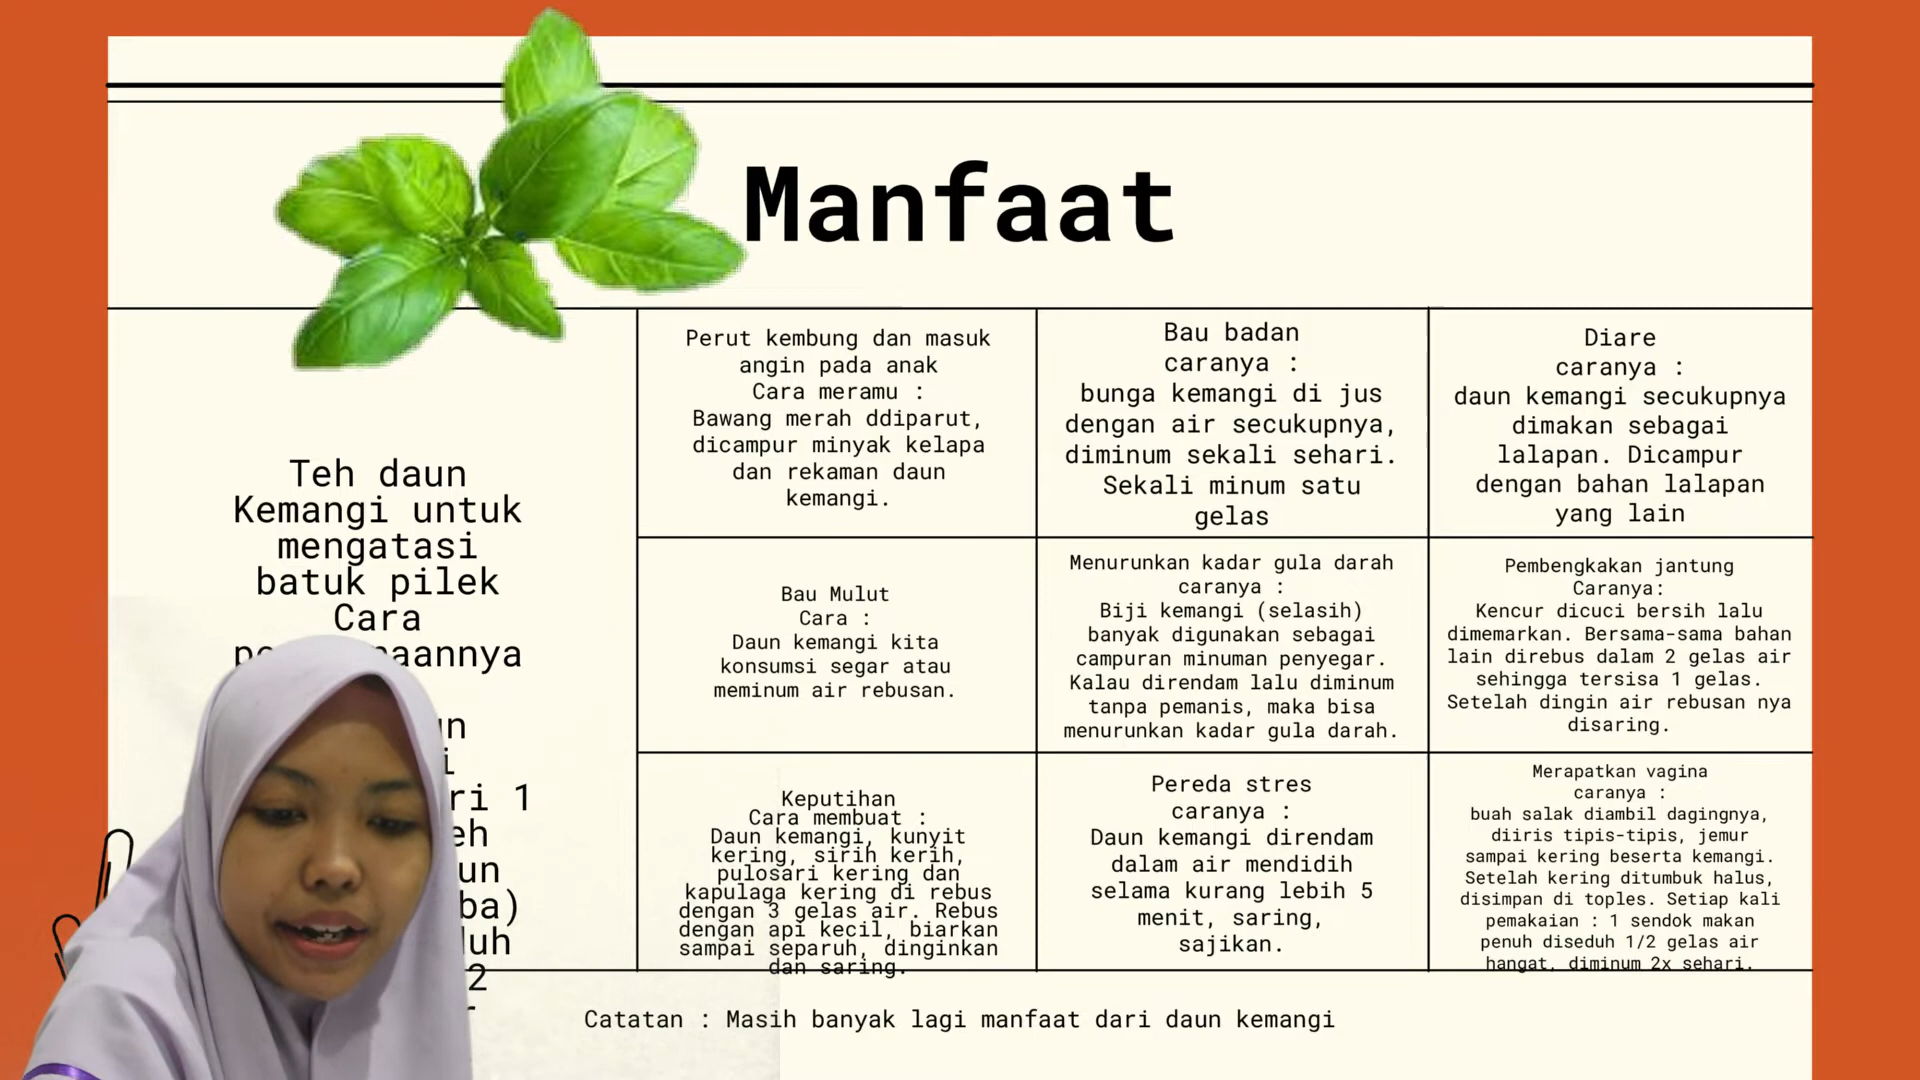 Manfaat
Teh daun
Kemangi untuk
mengatasi
batuk pilek
Cara
ri 1
ba)
2
Perut kembung dan masuk
angin pada anak
Cara meramu :
Bawang merah ddiparut,
dicampur minyak kelapa
dan rekaman daun
kemangi.
Bau badan
caranya :
bunga kemangi di jus
dengan air secukupnya,
diminum sekali sehari.
Sekali minum satu
gelas
Diare
caranya :
daun kemangi secukupnya
dimakan sebagai
lalapan. Dicampur
dengan bahan lalapan
yang lain
Bau Mulut
Cara :
Daun kemangi kita
konsumsi segar atau
meminum air rebusan.
Menurunkan kadar gula darah
caranya :
Biji kemangi (selasih)
banyak digunakan sebagai
campuran minuman penyegar.
Kalau direndam lalu diminum
tanpa pemanis, maka bisa
menurunkan kadar gula darah.
Pembengkakan jantung
Caranya:
Kencur dicuci bersih lalu
dimemarkan. Bersama-sama bahan
lain direbus dalam 2 gelas air
sehingga tersisa 1 gelas.
Setelah dingin air rebusan nya
disaring.
Keputihan
Cara membuat :
Daun kemangi, kunyit
kering, sirih kerih,
pulosari kering dan
kapulaga kering di rebus
dengan 3 gelas air. Rebus
dengan api kecil, biarkan
sampai separuh, dinginkan
dan saring.
Pereda stres
caranya :
Daun kemangi direndam
dalam air mendidih
selama kurang lebih 5
menit, saring,
sajikan.
Merapatkan vagina
caranya :
buah salak diambil dagingnya,
diiris tipis-tipis, jemur
sampai kering beserta kemangi.
Setelah kering ditumbuk halus,
disimpan di toples. Setiap kali
pemakaian : 1 sendok makan
penuh diseduh 1/2 gelas air
hangat, diminum 2x sehari.
Catatan : Masih banyak lagi manfaat dari daun kemangi